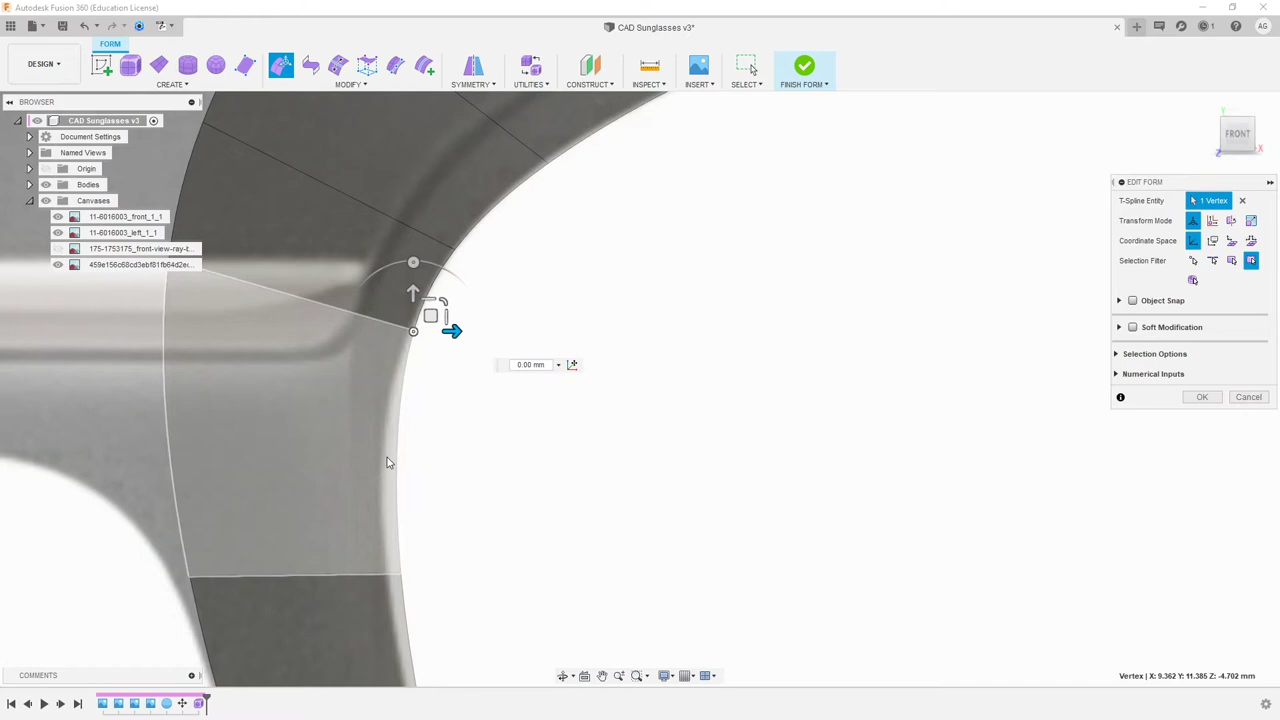 Autodesk Fusion 360 (Education License)
CAD Sunglasses v3*
1
AG
FORM
DESIGN
CREATE
MODIFY
SYMMETRY
UTILITIES
CONSTRUCT
INSPECT
INSERT
SELECT
FINISH FORM
BROWSER
CAD Sunglasses v3
Document Settings
Named Views
Origin
Bodies
Canvases
11-6016003_front_1_1
11-6016003_left_1_1
175-1753175_front-view-ray-t...
459e156c68cd3ebf81fb64d2e...
Y
FRONT
X
Z
EDIT FORM
T-Spline Entity
1 Vertex
Transform Mode
Coordinate Space
Selection Filter
Object Snap
Soft Modification
Selection Options
Numerical Inputs
OK
Cancel
0.00 mm
COMMENTS
Vertex | X: 9.362 Y: 11.385 Z: -4.702 mm